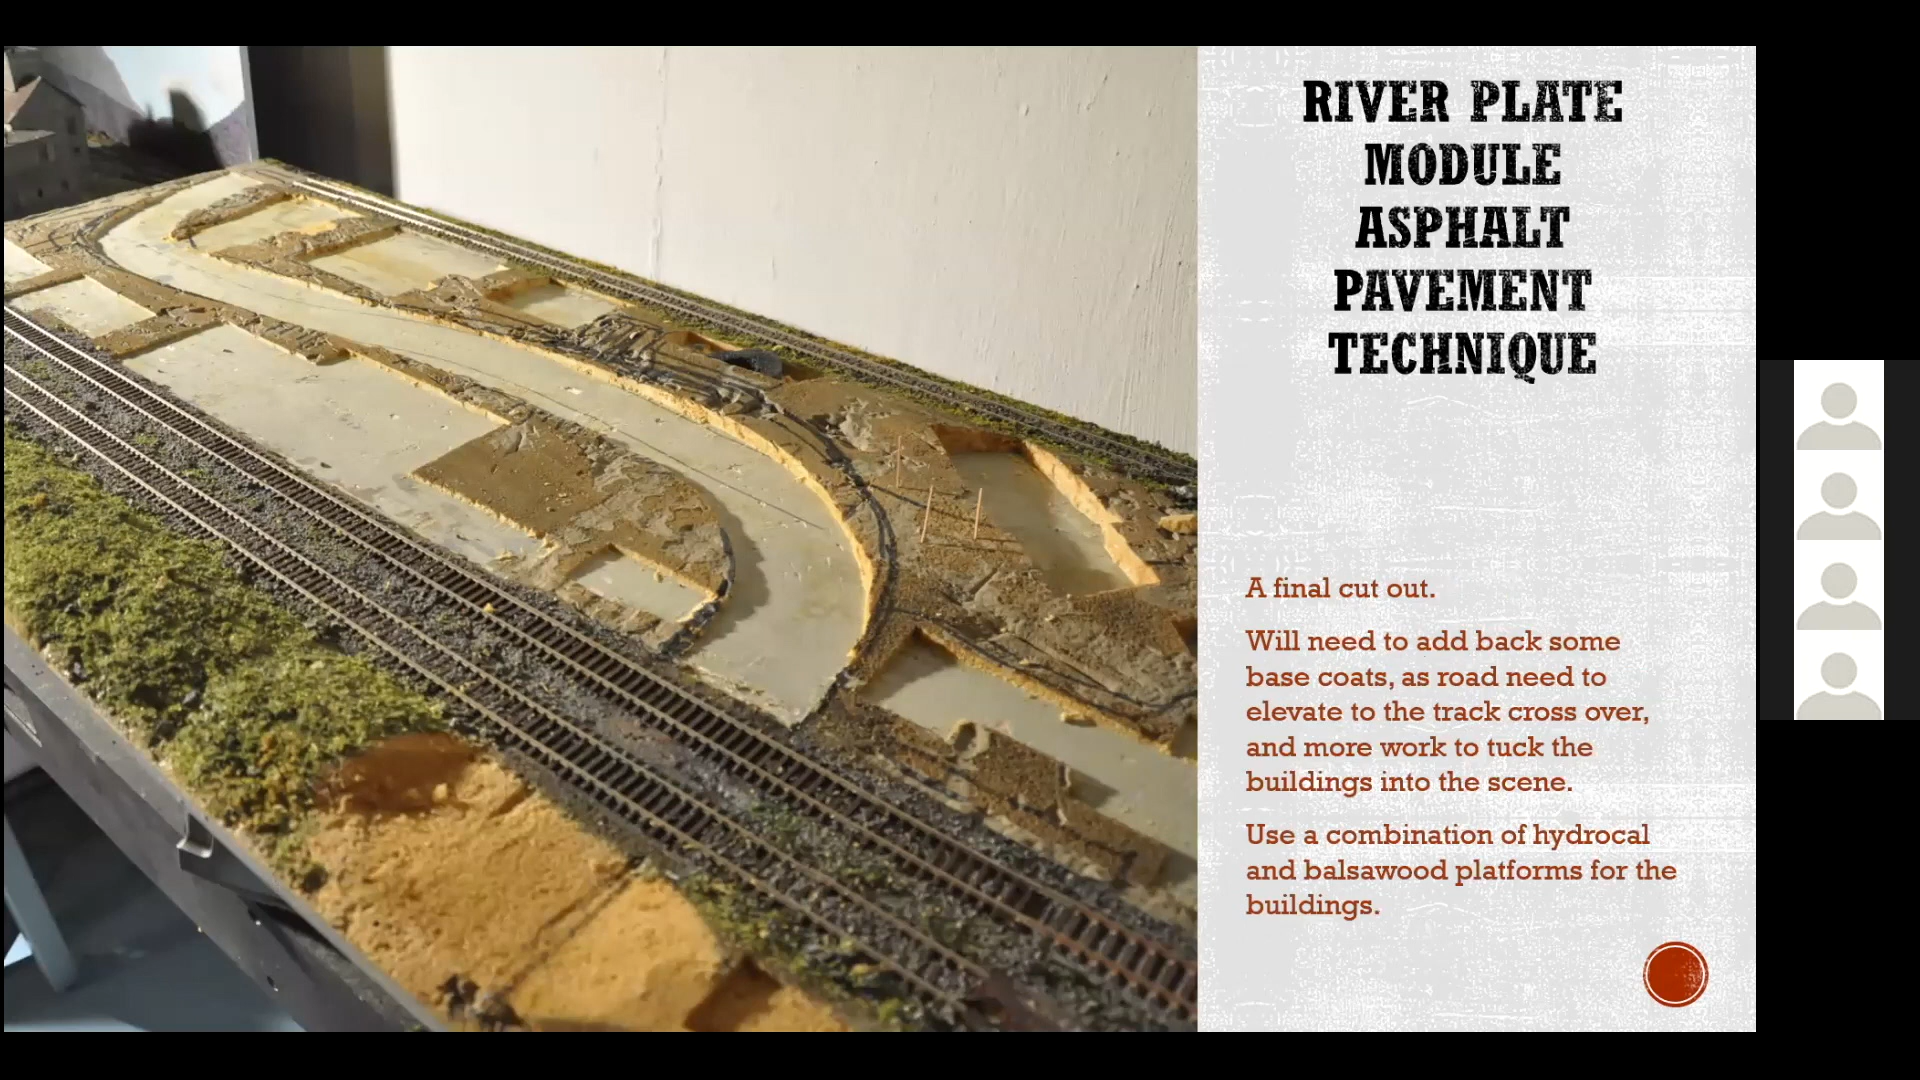 RIVER PLATE
MODULE
ASPHALT
PAVEMENT
TECHNIQUE
A final cut out.
Will need to add back some
base coats, as road need to
elevate to the track cross over,
and more work to tuck the
buildings into the scene.
Use a combination of hydrocal
and balsawood platforms for the
buildings.